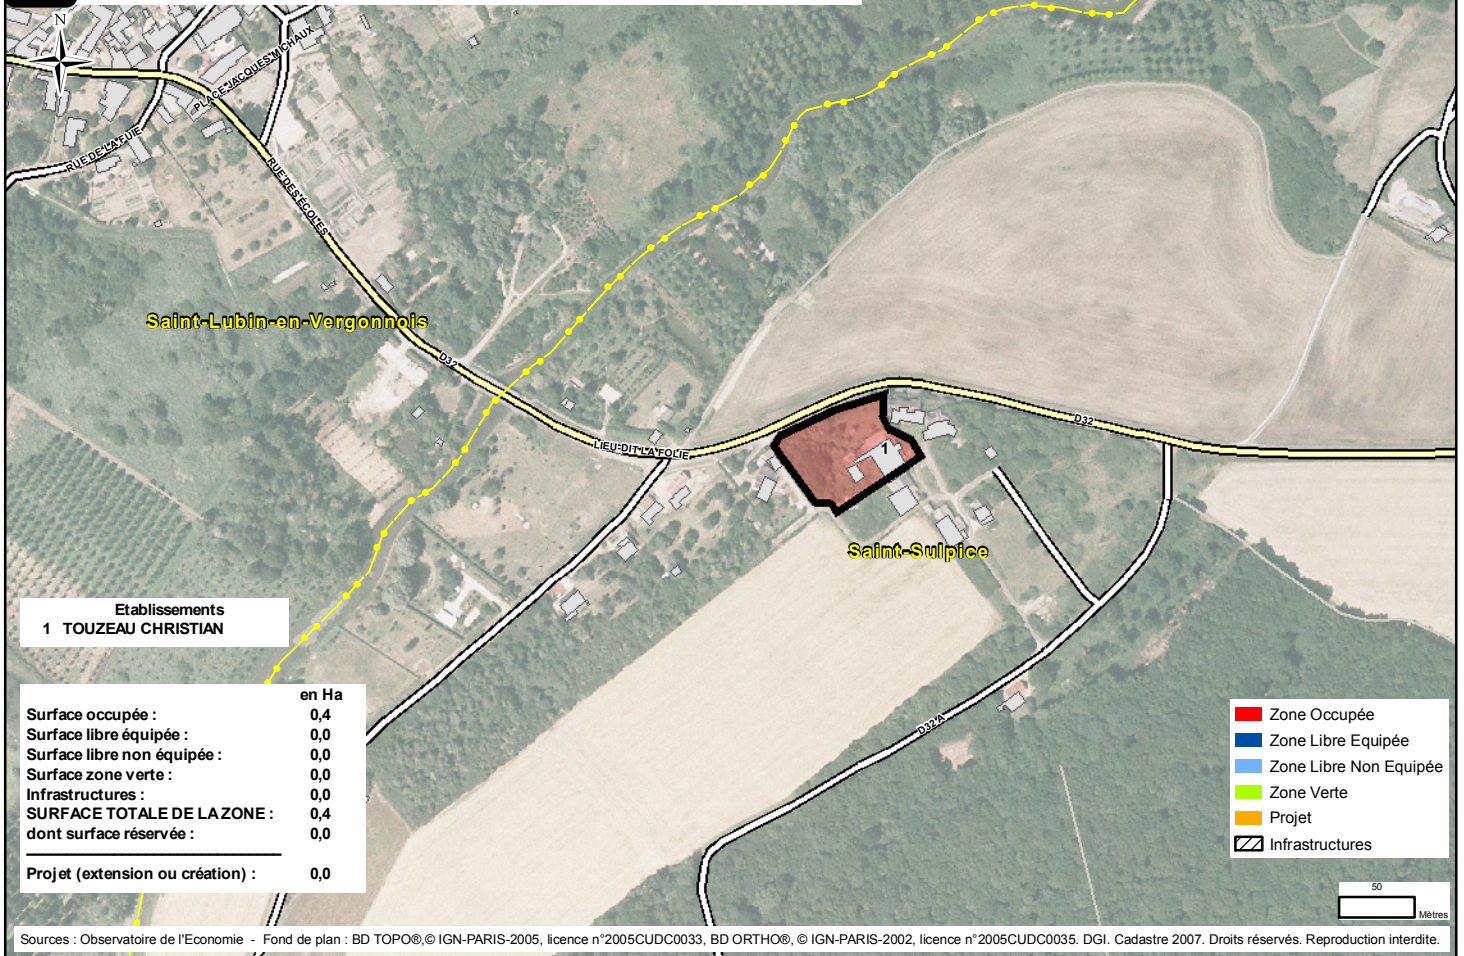 N
PLACE JACQUES MICHAUX
RUE DE LA FUIE
RUE DES ÉCOLES
Saint-Lubin-en-Vergonnois
D32
LIEU-DIT LA FOLIE
D32
1
Saint-Sulpice
D32 A
Etablissements
1 TOUZEAU CHRISTIAN
en Ha
Surface occupée : 0,4
Surface libre équipée : 0,0
Surface libre non équipée : 0,0
Surface zone verte : 0,0
Infrastructures : 0,0
SURFACE TOTALE DE LA ZONE : 0,4
dont surface réservée : 0,0
Projet (extension ou création) : 0,0
Zone Occupée
Zone Libre Equipée
Zone Libre Non Equipée
Zone Verte
Projet
Infrastructures
50
Mètres
Sources : Observatoire de l'Economie - Fond de plan : BD TOPO®,© IGN-PARIS-2005, licence n°2005CUDC0033, BD ORTHO®, © IGN-PARIS-2002, licence n°2005CUDC0035. DGI. Cadastre 2007. Droits réservés. Reproduction interdite.